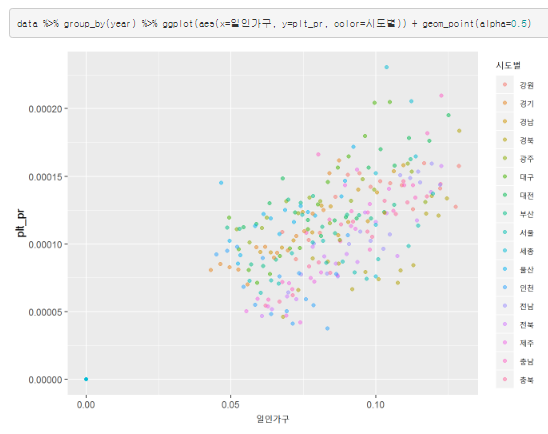 data %>% group_by(year) %>% ggplot(aes(x=일인가구, y=plt_pr, color=시도별)) + geom_point(alpha=0.5)
시도별
강원
경기
경남
경북
광주
대구
대전
부산
서울
세종
울산
인천
전남
전북
제주
충남
충북
plt_pr
0.00020
0.00015
0.00010
0.00005
0.00000
0.00
0.05
0.10
일인가구